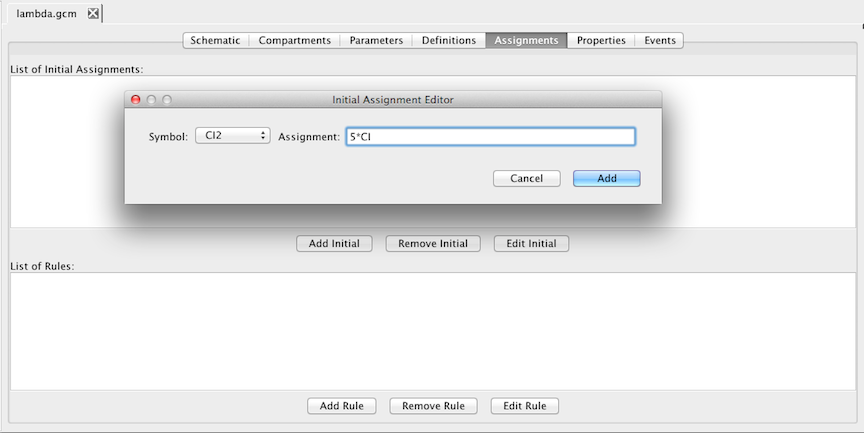 lambda.gcm
Schematic Compartments Parameters Definitions Assignments Properties Events
List of Initial Assignments:
Initial Assignment Editor
Symbol: CI2 Assignment: 5*CI
Cancel Add
Add Initial Remove Initial Edit Initial
List of Rules:
Add Rule Remove Rule Edit Rule